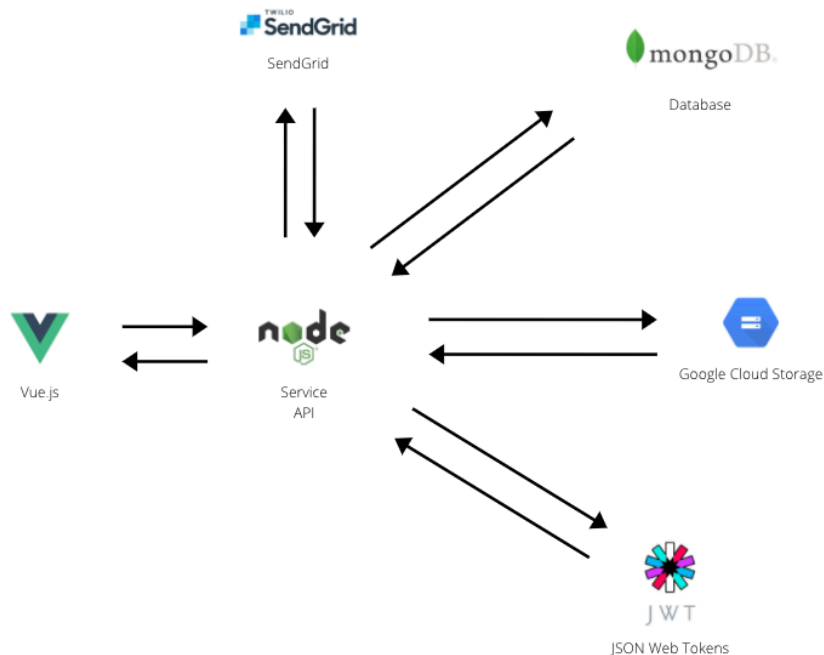 TWILIO
SendGrid
SendGrid
mongoDB®
Database
node
JS
Vue.js
Service
API
Google Cloud Storage
JWT
JSON Web Tokens